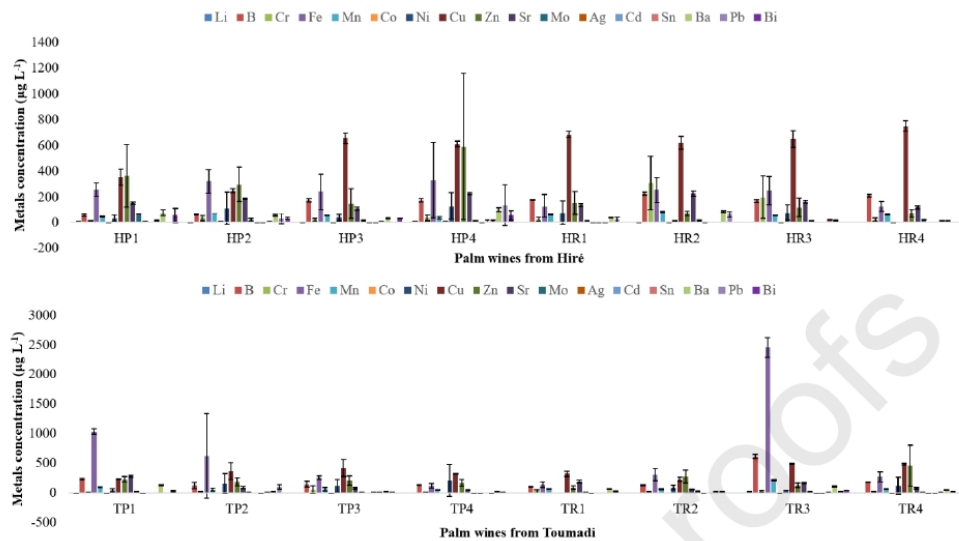 Li B Cr Fe Mn Co Ni Cu Zn Sr Mo Ag Cd Sn Ba Pb Bi
Metals concentration (µg L-1)
1400
1200
1000
800
600
400
200
0
-200
HP1 HP2 HP3 HP4 HR1 HR2 HR3 HR4
Palm wines from Hiré
Li B Cr Fe Mn Co Ni Cu Zn Sr Mo Ag Cd Sn Ba Pb Bi
Metals concentration (µg L-1)
3000
2500
2000
1500
1000
500
0
-500
TP1 TP2 TP3 TP4 TR1 TR2 TR3 TR4
Palm wines from Toumadi
roofs